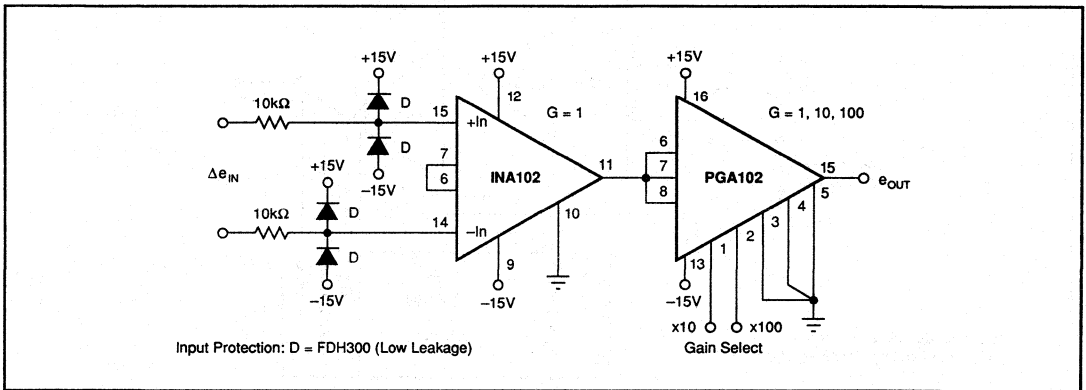 +15V
+15V
+15V
10kΩ
D
12
16
G = 1
G = 1, 10, 100
15
+In
D
7
6
11
6
7
8
15
ΔeIN
+15V
–15V
INA102
PGA102
eOUT
5
10kΩ
D
14
–In
10
4
3
2
1
D
9
13
–15V
–15V
–15V
x10
x100
Input Protection: D = FDH300 (Low Leakage)
Gain Select